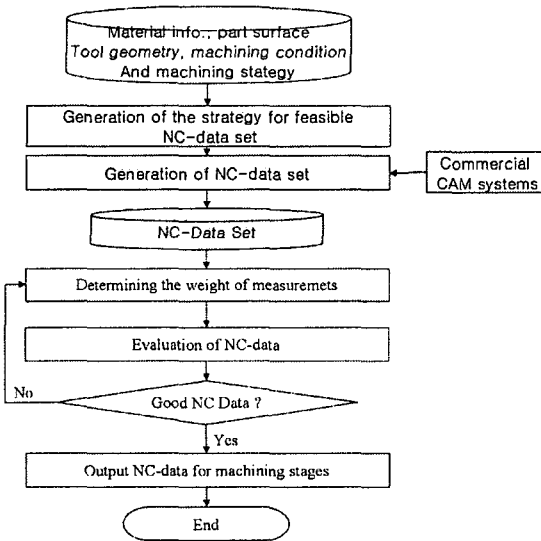 Material info., part surface
Tool geometry, machining condition
And machining stategy
Generation of the strategy for feasible
NC-data set
Generation of NC-data set
Commercial
CAM systems
NC-Data Set
Determining the weight of measuremets
Evaluation of NC-data
No
Good NC Data ?
Yes
Output NC-data for machining stages
End